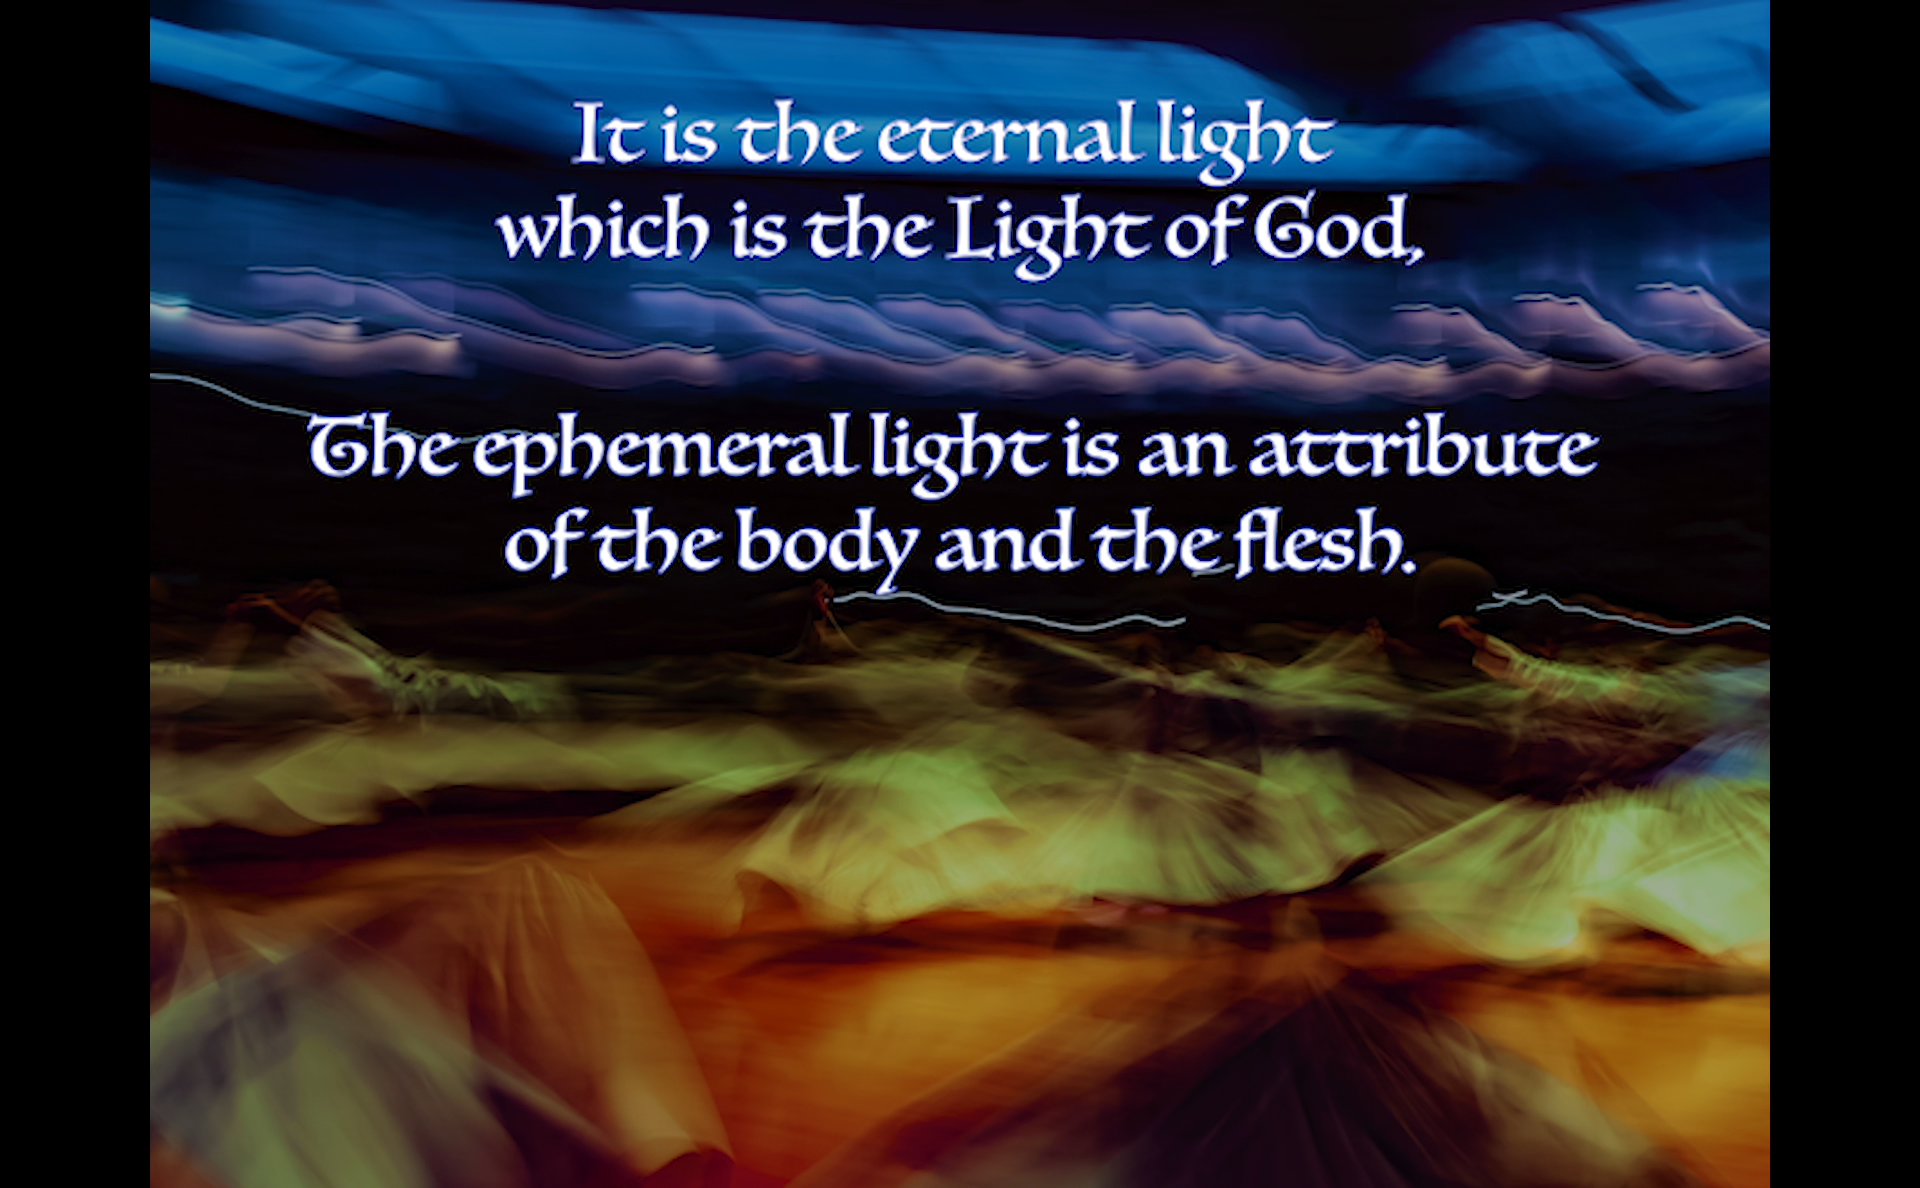 It is the eternal light
which is the Light of God,
The ephemeral light is an attribute
of the body and the flesh.